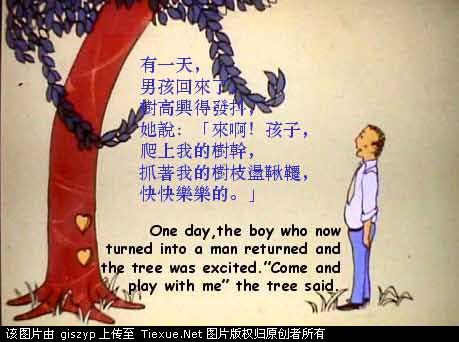 有一天，
男孩回來了，
樹高興得發抖，
她說：「來啊！孩子，
爬上我的樹幹，
抓著我的樹枝盪鞦韆，
快快樂樂的。」
One day,the boy who now
turned into a man returned and
the tree was excited."Come and
play with me" the tree said.
该图片由 giszyp 上传至 Tiexue.Net 图片版权归原创者所有